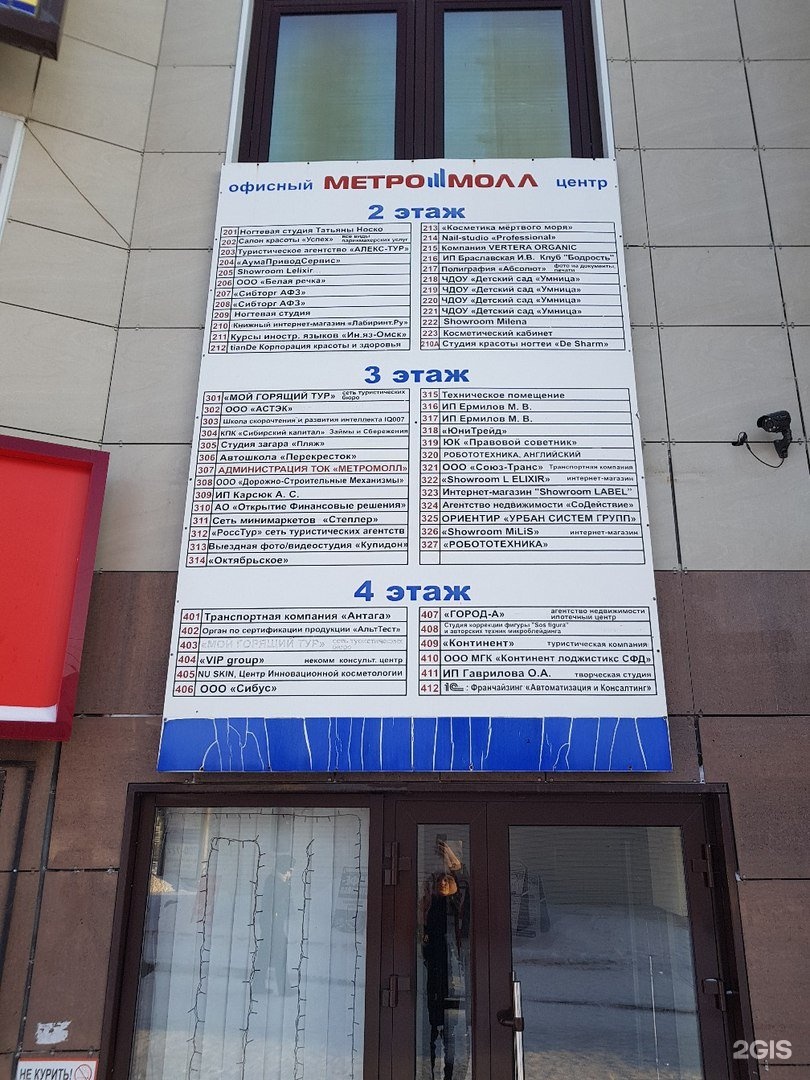 офисный МЕТРОМОЛЛ центр
2 этаж
201 Ногтевая студия Татьяны Носко
202 Салон красоты «Успех» все виды парикмахерских услуг
203 Туристическое агентство «АЛЕКС-ТУР»
204 «АумаПриводСервис»
205 Showroom Lelixir
206 ООО «Белая речка»
207 «Сибторг АФЗ»
208 «Сибторг АФЗ»
209 Ногтевая студия
210 Книжный интернет-магазин «Лабиринт.Ру»
211 Курсы иностр. языков «Ин.яз-Омск»
212 tianDe Корпорация красоты и здоровья
213 «Косметика мёртвого моря»
214 Nail-studio «Professional»
215 Компания VERTERA ORGANIC
216 ИП Браславская И.В. Клуб "Бодрость"
217 Полиграфия «Абсолют» фото на документы, печати
218 ЧДОУ «Детский сад «Умница»
219 ЧДОУ «Детский сад «Умница»
220 ЧДОУ «Детский сад «Умница»
221 ЧДОУ «Детский сад «Умница»
222 Showroom Milena
223 Косметический кабинет
210А Студия красоты ногтеи «De Sharm»
3 этаж
301 «МОЙ ГОРЯЩИЙ ТУР» сеть туристических бюро
302 ООО «АСТЭК»
303 Школа скорочтения и развития интеллекта IQ007
304 КПК «Сибирский капитал» Займы и Сбережения
305 Студия загара «Пляж»
306 Автошкола «Перекресток»
307 АДМИНИСТРАЦИЯ ТОК «МЕТРОМОЛЛ»
308 ООО «Дорожно-Строительные Механизмы»
309 ИП Карсюк А. С.
310 АО «Открытие Финансовые решения»
311 Сеть минимаркетов «Степлер»
312 «РоссТур» сеть туристических агентств
313 Выездная фото/видеостудия «Купидон»
314 «Октябрьское»
315 Техническое помещение
316 ИП Ермилов М. В.
317 ИП Ермилов М. В.
318 «ЮниТрейд»
319 ЮК «Правовой советник»
320 РОБОТОТЕХНИКА, АНГЛИЙСКИЙ
321 ООО «Союз-Транс» Транспортная компания
322 «Showroom L ELIXIR» интернет-магазин
323 Интернет-магазин "Showroom LABEL"
324 Агентство недвижимости «СоДействие»
325 ОРИЕНТИР «УРБАН СИСТЕМ ГРУПП»
326 «Showroom MiLiS» интернет-магазин
327 «РОБОТОТЕХНИКА»
4 этаж
401 Транспортная компания «Антага»
402 Орган по сертификации продукции «АльтТест»
403 «МОЙ ГОРЯЩИЙ ТУР» сеть туристических
404 «VIP group» некомм консульт. центр
405 NU SKIN, Центр Инновационной косметологии
406 ООО «Сибус»
407 «ГОРОД-А» агентство недвижимости ипотечный центр
408 Студия коррекции фигуры "Sos figura" и авторских техник микроблейдинга
409 «Континент» туристическая компания
410 ООО МГК «Континент лоджистикс СФД»
411 ИП Гаврилова О.А. творческая студия
412 1С: Франчайзинг «Автоматизация и Консалтинг»
НЕ КУРИТЬ!
2GIS